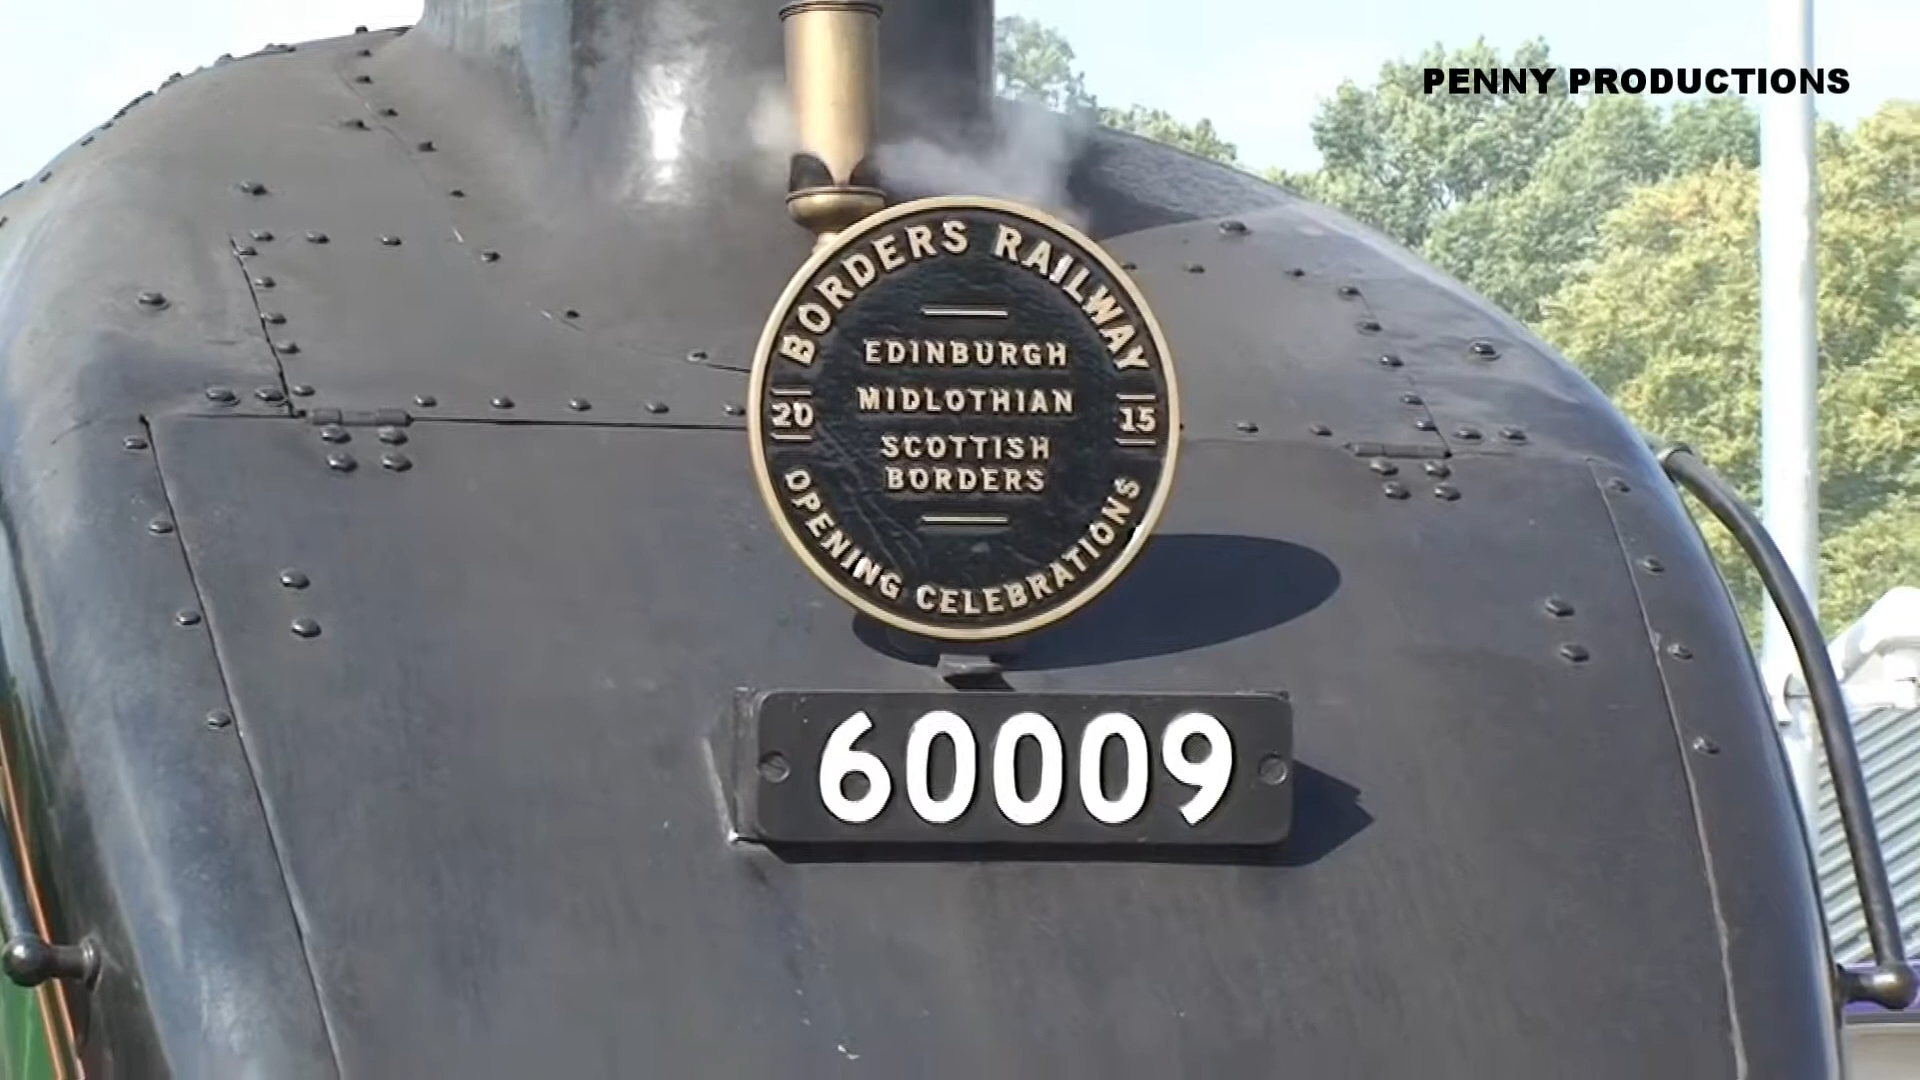 PENNY PRODUCTIONS
BORDERS RAILWAY
EDINBURGH
MIDLOTHIAN
20 15
SCOTTISH
BORDERS
OPENING CELEBRATIONS
60009